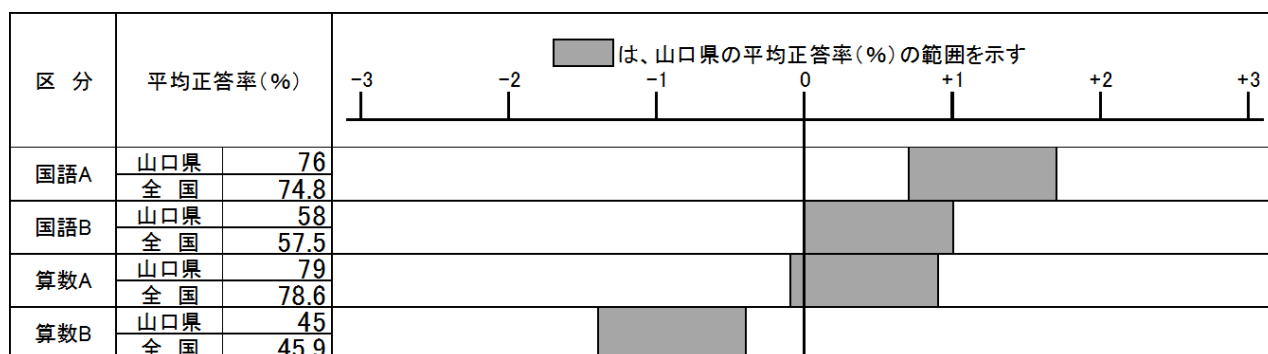 は、山口県の平均正答率(%)の範囲を示す
区 分 平均正答率(%) -3 -2 -1 0 +1 +2 +3
国語A 山口県 76
全 国 74.8
国語B 山口県 58
全 国 57.5
算数A 山口県 79
全 国 78.6
算数B 山口県 45
全 国 45.9